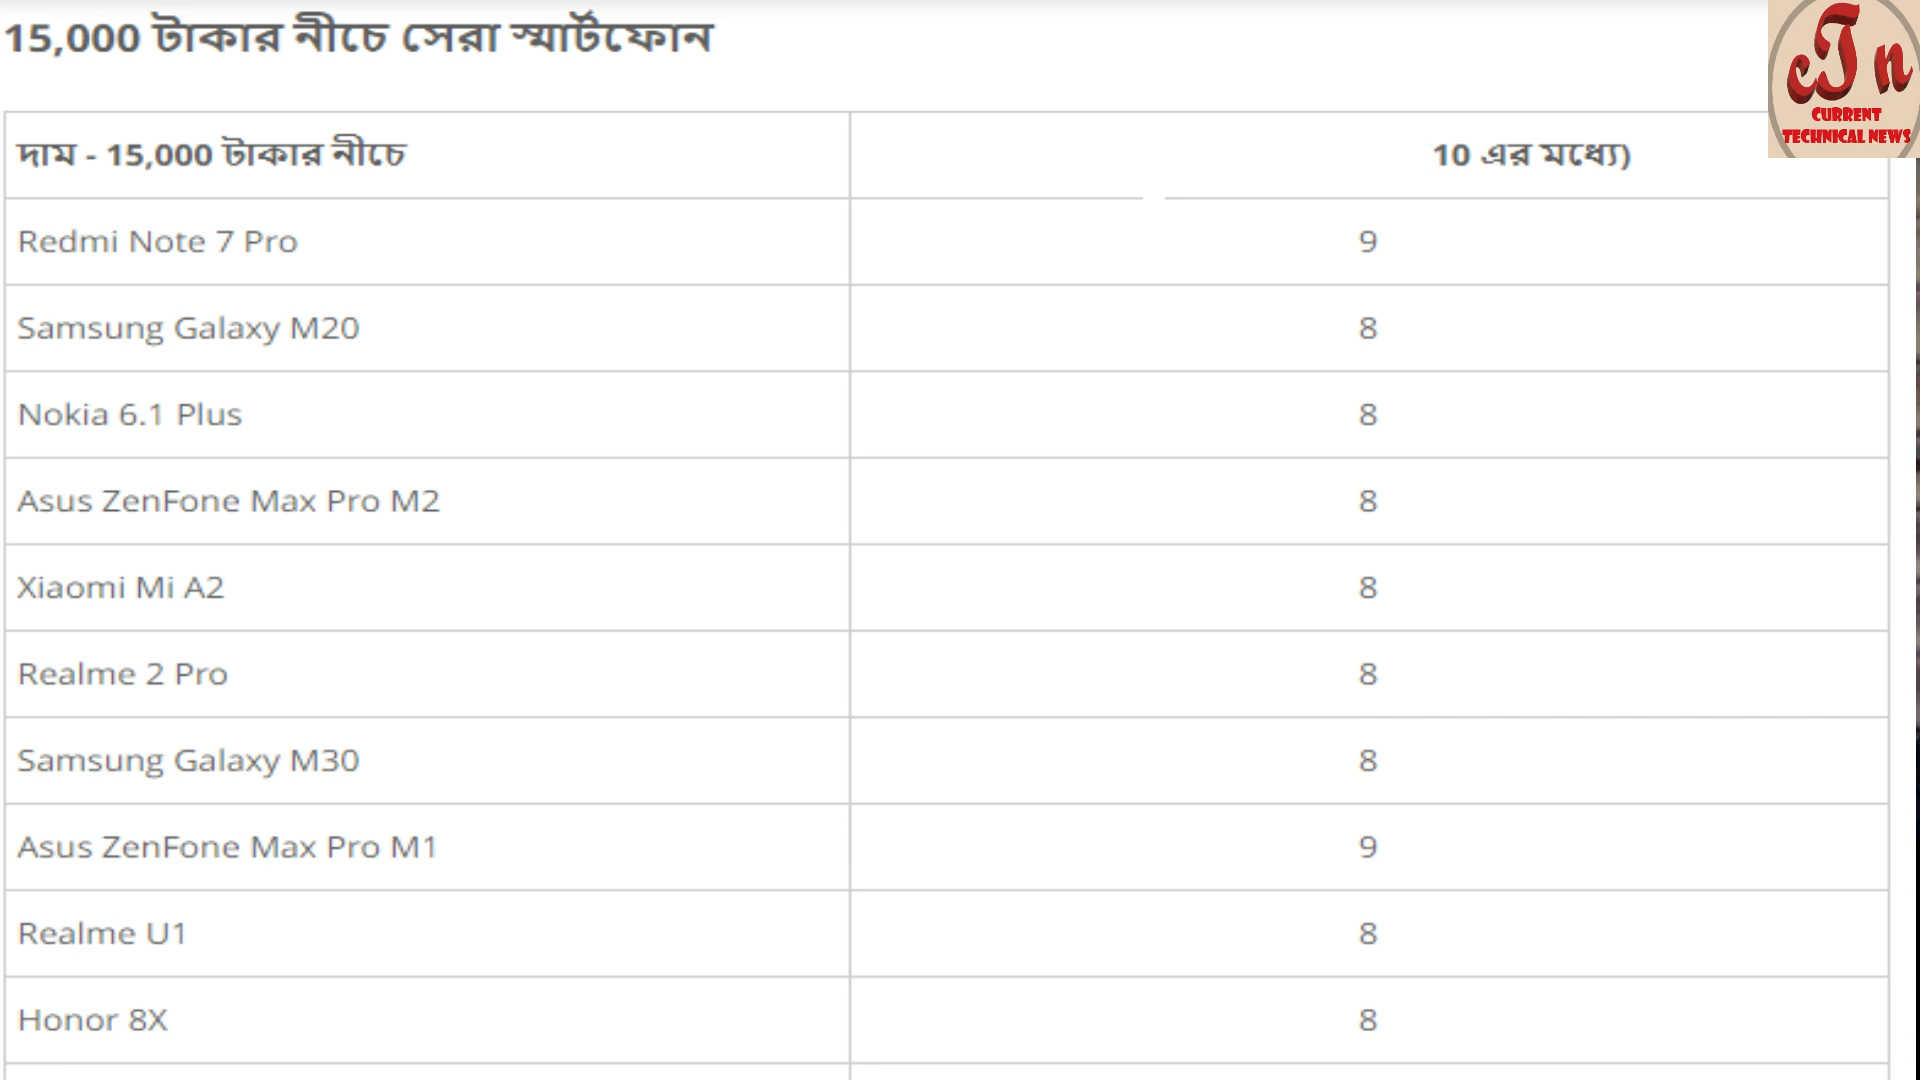 15,000 টাকার নীচে সেরা স্মার্টফোন
দাম - 15,000 টাকার নীচে 10 এর মধ্যে)
Redmi Note 7 Pro 9
Samsung Galaxy M20 8
Nokia 6.1 Plus 8
Asus ZenFone Max Pro M2 8
Xiaomi Mi A2 8
Realme 2 Pro 8
Samsung Galaxy M30 8
Asus ZenFone Max Pro M1 9
Realme U1 8
Honor 8X 8
cTn
CURRENT
TECHNICAL NEWS